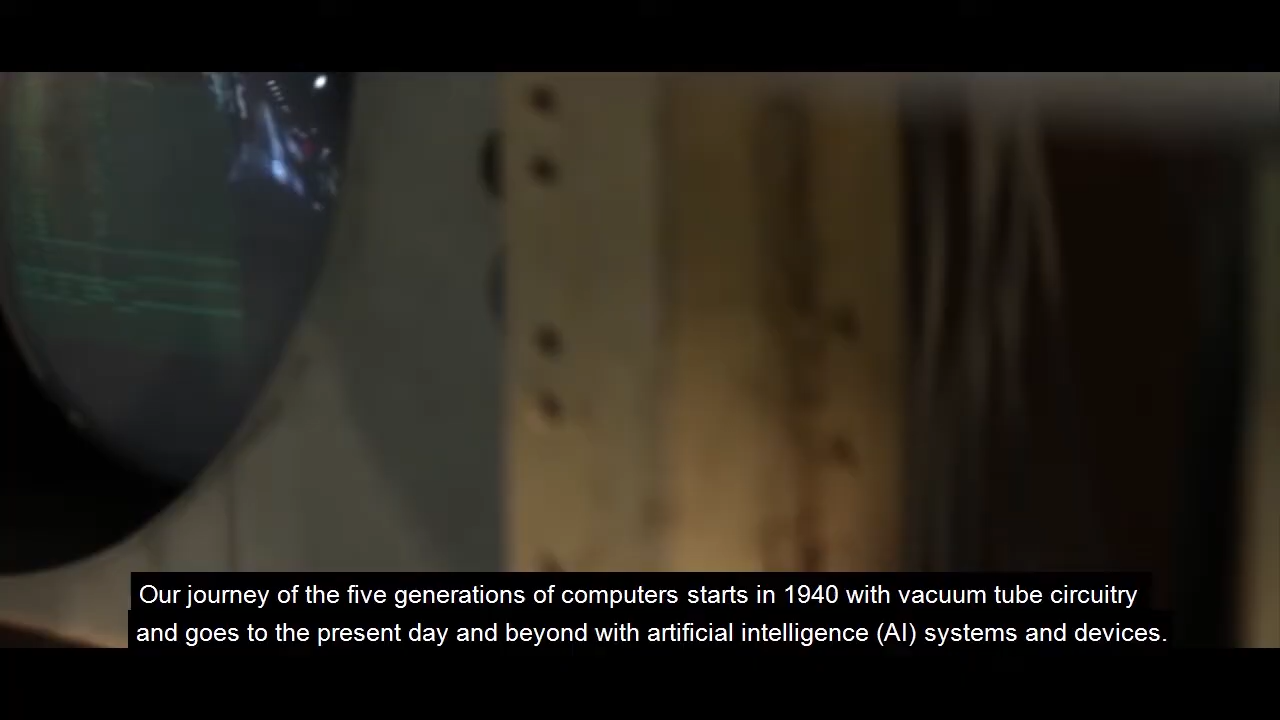 Our journey of the five generations of computers starts in 1940 with vacuum tube circuitry
and goes to the present day and beyond with artificial intelligence (AI) systems and devices.